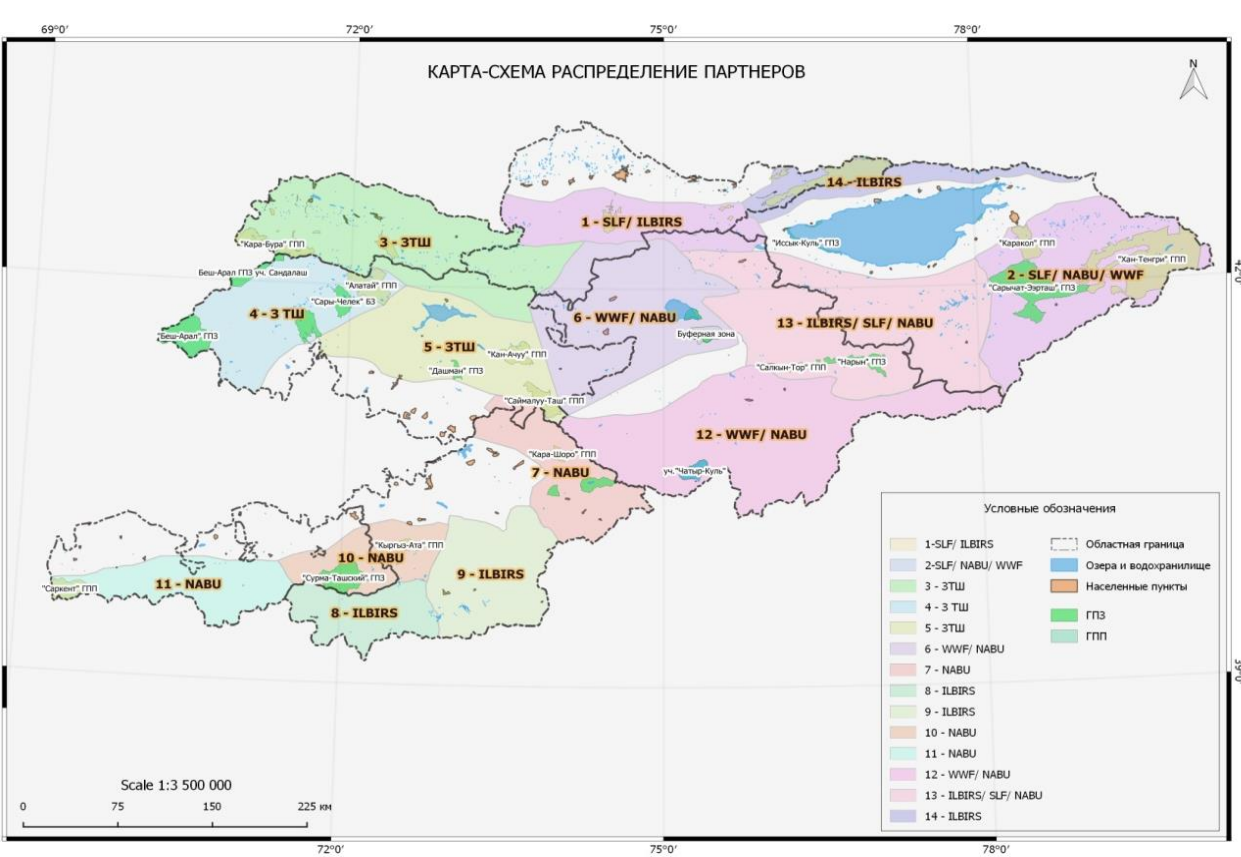 69°0'
72°0'
75°0'
78°0'
КАРТА-СХЕМА РАСПРЕДЕЛЕНИЕ ПАРТНЕРОВ
N
14 - ILBIRS
1 - SLF/ ILBIRS
"Кара-Бура" ГПП
3 - ЗТШ
"Иссык-Куль" ГПЗ
"Каракол" ГПП
"Хан-Тенгри" ГПП
Беш-Арал ГПЗ уч. Сандалаш
2 - SLF/ NABU/ WWF
42°0'
"Алатай" ГПП
"Сары-Челек" БЗ
"Сарычат-Ээрташ" ГПЗ
4 - З ТШ
6 - WWF/ NABU
13 - ILBIRS/ SLF/ NABU
"Беш-Арал" ГПЗ
Буферная зона
5 - ЗТШ
"Кан-Ачуу" ГПП
"Дашман" ГПЗ
"Салкын-Тор" ГПП
"Нарын" ГПЗ
"Саймалуу-Таш" ГПП
12 - WWF/ NABU
"Кара-Шоро" ГПП
7 - NABU
уч."Чатыр-Куль"
"Кыргыз-Ата" ГПП
10 - NABU
"Сурма-Ташский" ГПЗ
9 - ILBIRS
"Саркент" ГПП
11 - NABU
8 - ILBIRS
Условные обозначения
1-SLF/ ILBIRS
2-SLF/ NABU/ WWF
3 - ЗТШ
4 - З ТШ
5 - ЗТШ
6 - WWF/ NABU
7 - NABU
8 - ILBIRS
9 - ILBIRS
10 - NABU
11 - NABU
12 - WWF/ NABU
13 - ILBIRS/ SLF/ NABU
14 - ILBIRS
Областная граница
Озера и водохранилище
Населенные пункты
ГПЗ
ГПП
39°0'
Scale 1:3 500 000
0
75
150
225 км
72°0'
75°0'
78°0'